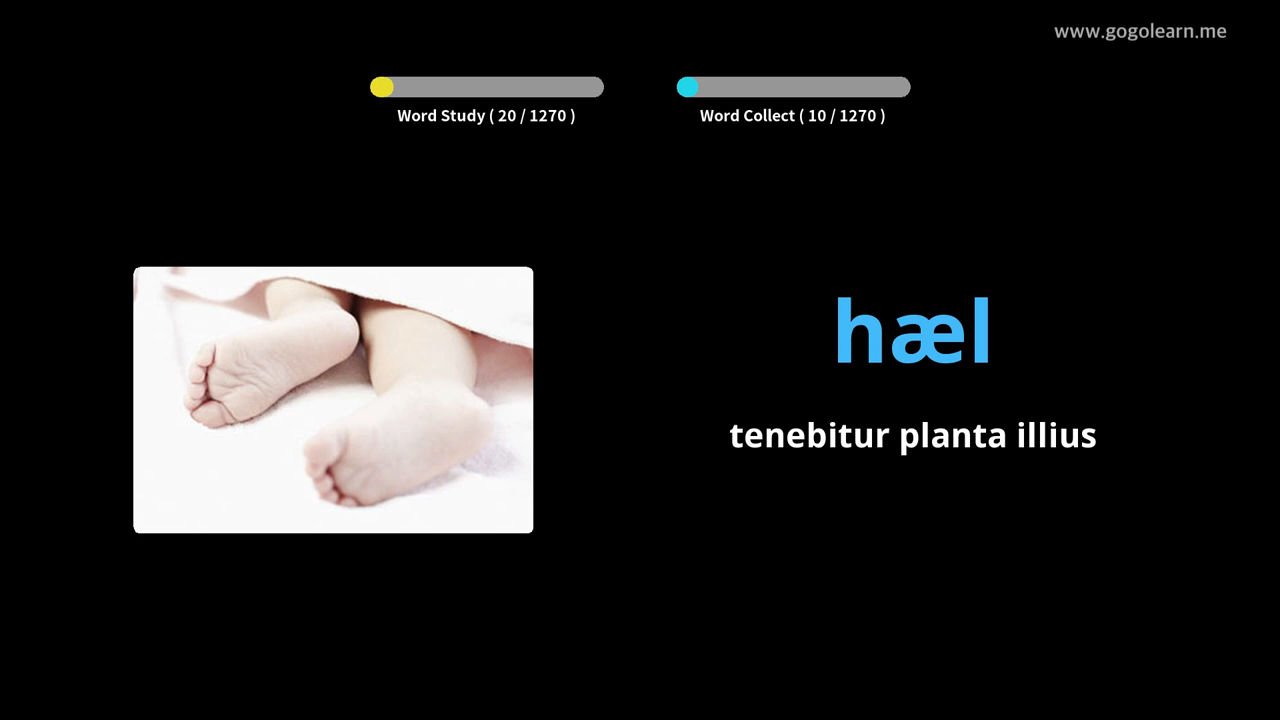 www.gogolearn.me
Word Study ( 20 / 1270 )
Word Collect ( 10 / 1270 )
hæl
tenebitur planta illius